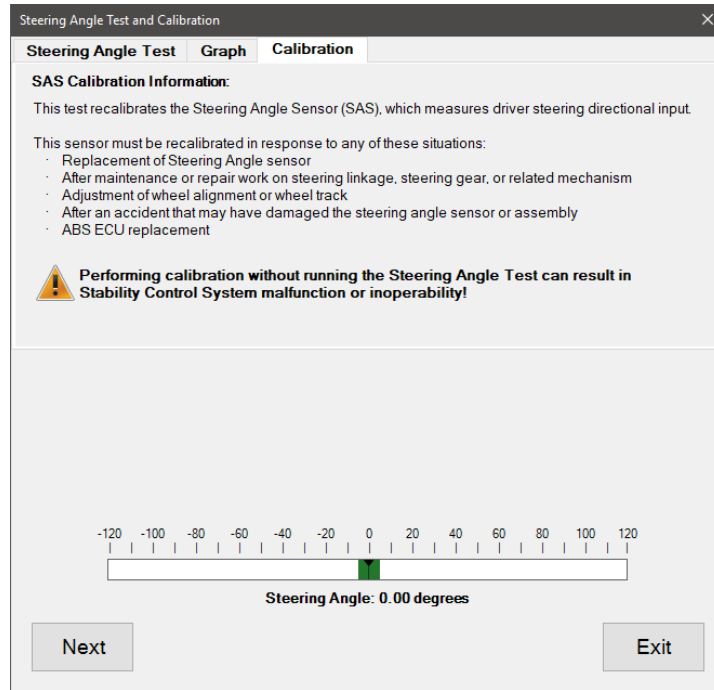 Steering Angle Test and Calibration
Steering Angle Test Graph Calibration
SAS Calibration Information:
This test recalibrates the Steering Angle Sensor (SAS), which measures driver steering directional input.
This sensor must be recalibrated in response to any of these situations:
· Replacement of Steering Angle sensor
· After maintenance or repair work on steering linkage, steering gear, or related mechanism
· Adjustment of wheel alignment or wheel track
· After an accident that may have damaged the steering angle sensor or assembly
· ABS ECU replacement
Performing calibration without running the Steering Angle Test can result in
Stability Control System malfunction or inoperability!
-120 -100 -80 -60 -40 -20 0 20 40 60 80 100 120
Steering Angle: 0.00 degrees
Next Exit